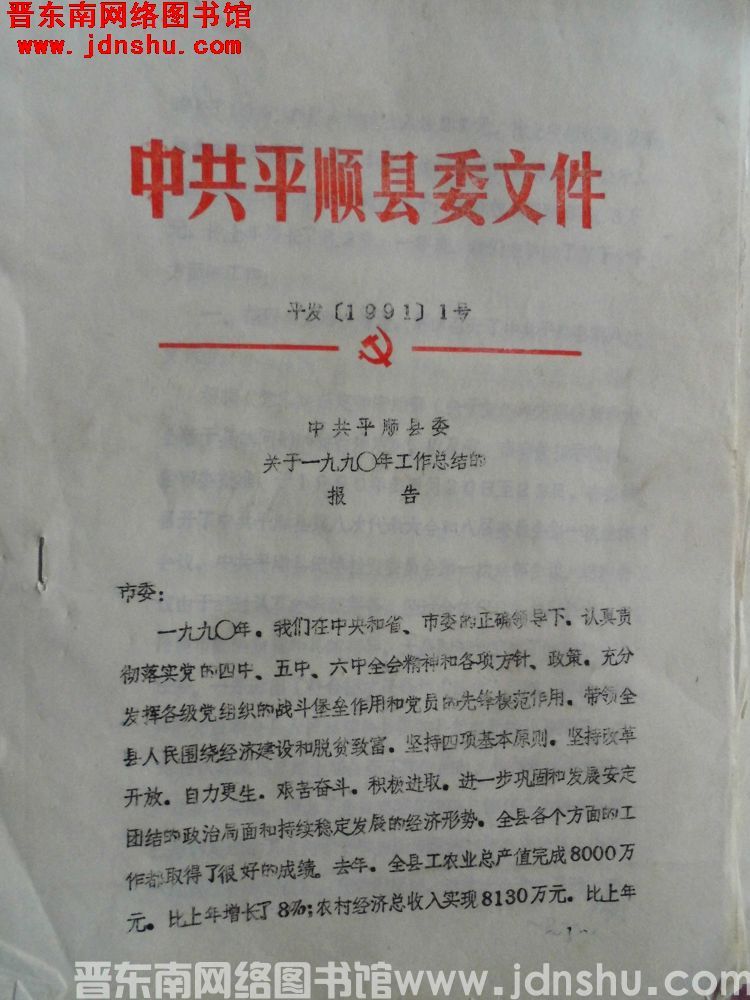 晋东南网络图书馆
www.jdnshu.com
中共平顺县委文件
平发〔1991〕1号
中共平顺县委
关于一九九〇年工作总结的
报 告
市委：
一九九〇年。我们在中央和省、市委的正确领导下。认真贯
彻落实党的四中、五中、六中全会精神和各项方针、政策。充分
发挥各级党组织的战斗堡垒作用和党员的先锋模范作用。带领全
县人民围绕经济建设和脱贫致富。坚持四项基本原则。坚持改革
开放。自力更生。艰苦奋斗。积极进取。进一步巩固和发展安定
团结的政治局面和持续稳定发展的经济形势。全县各个方面的工
作都取得了很好的成绩。去年。全县工农业总产值完成8000万
元。比上年增长了8%；农村经济总收入实现8130万元。比上年
1
晋东南网络图书馆www.jdnshu.com